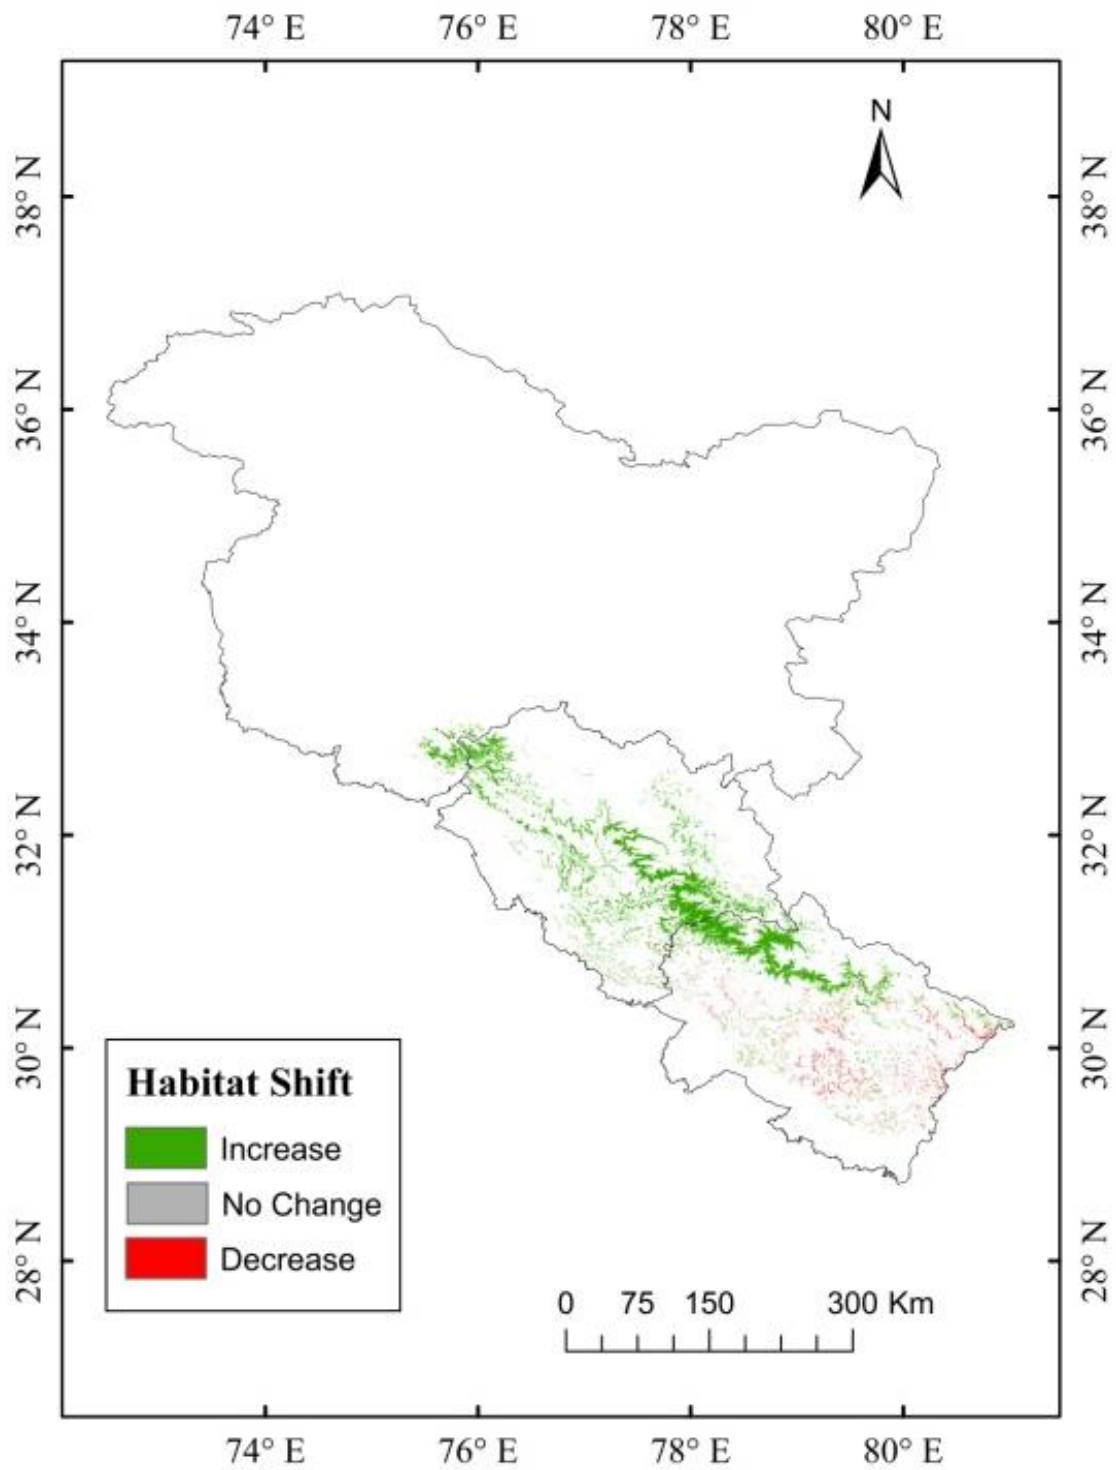 74° E 76° E 78° E 80° E
N
38° N 38° N
36° N 36° N
34° N 34° N
32° N 32° N
30° N 30° N
Habitat Shift
Increase
No Change
Decrease
28° N 28° N
0 75 150 300 Km
74° E 76° E 78° E 80° E